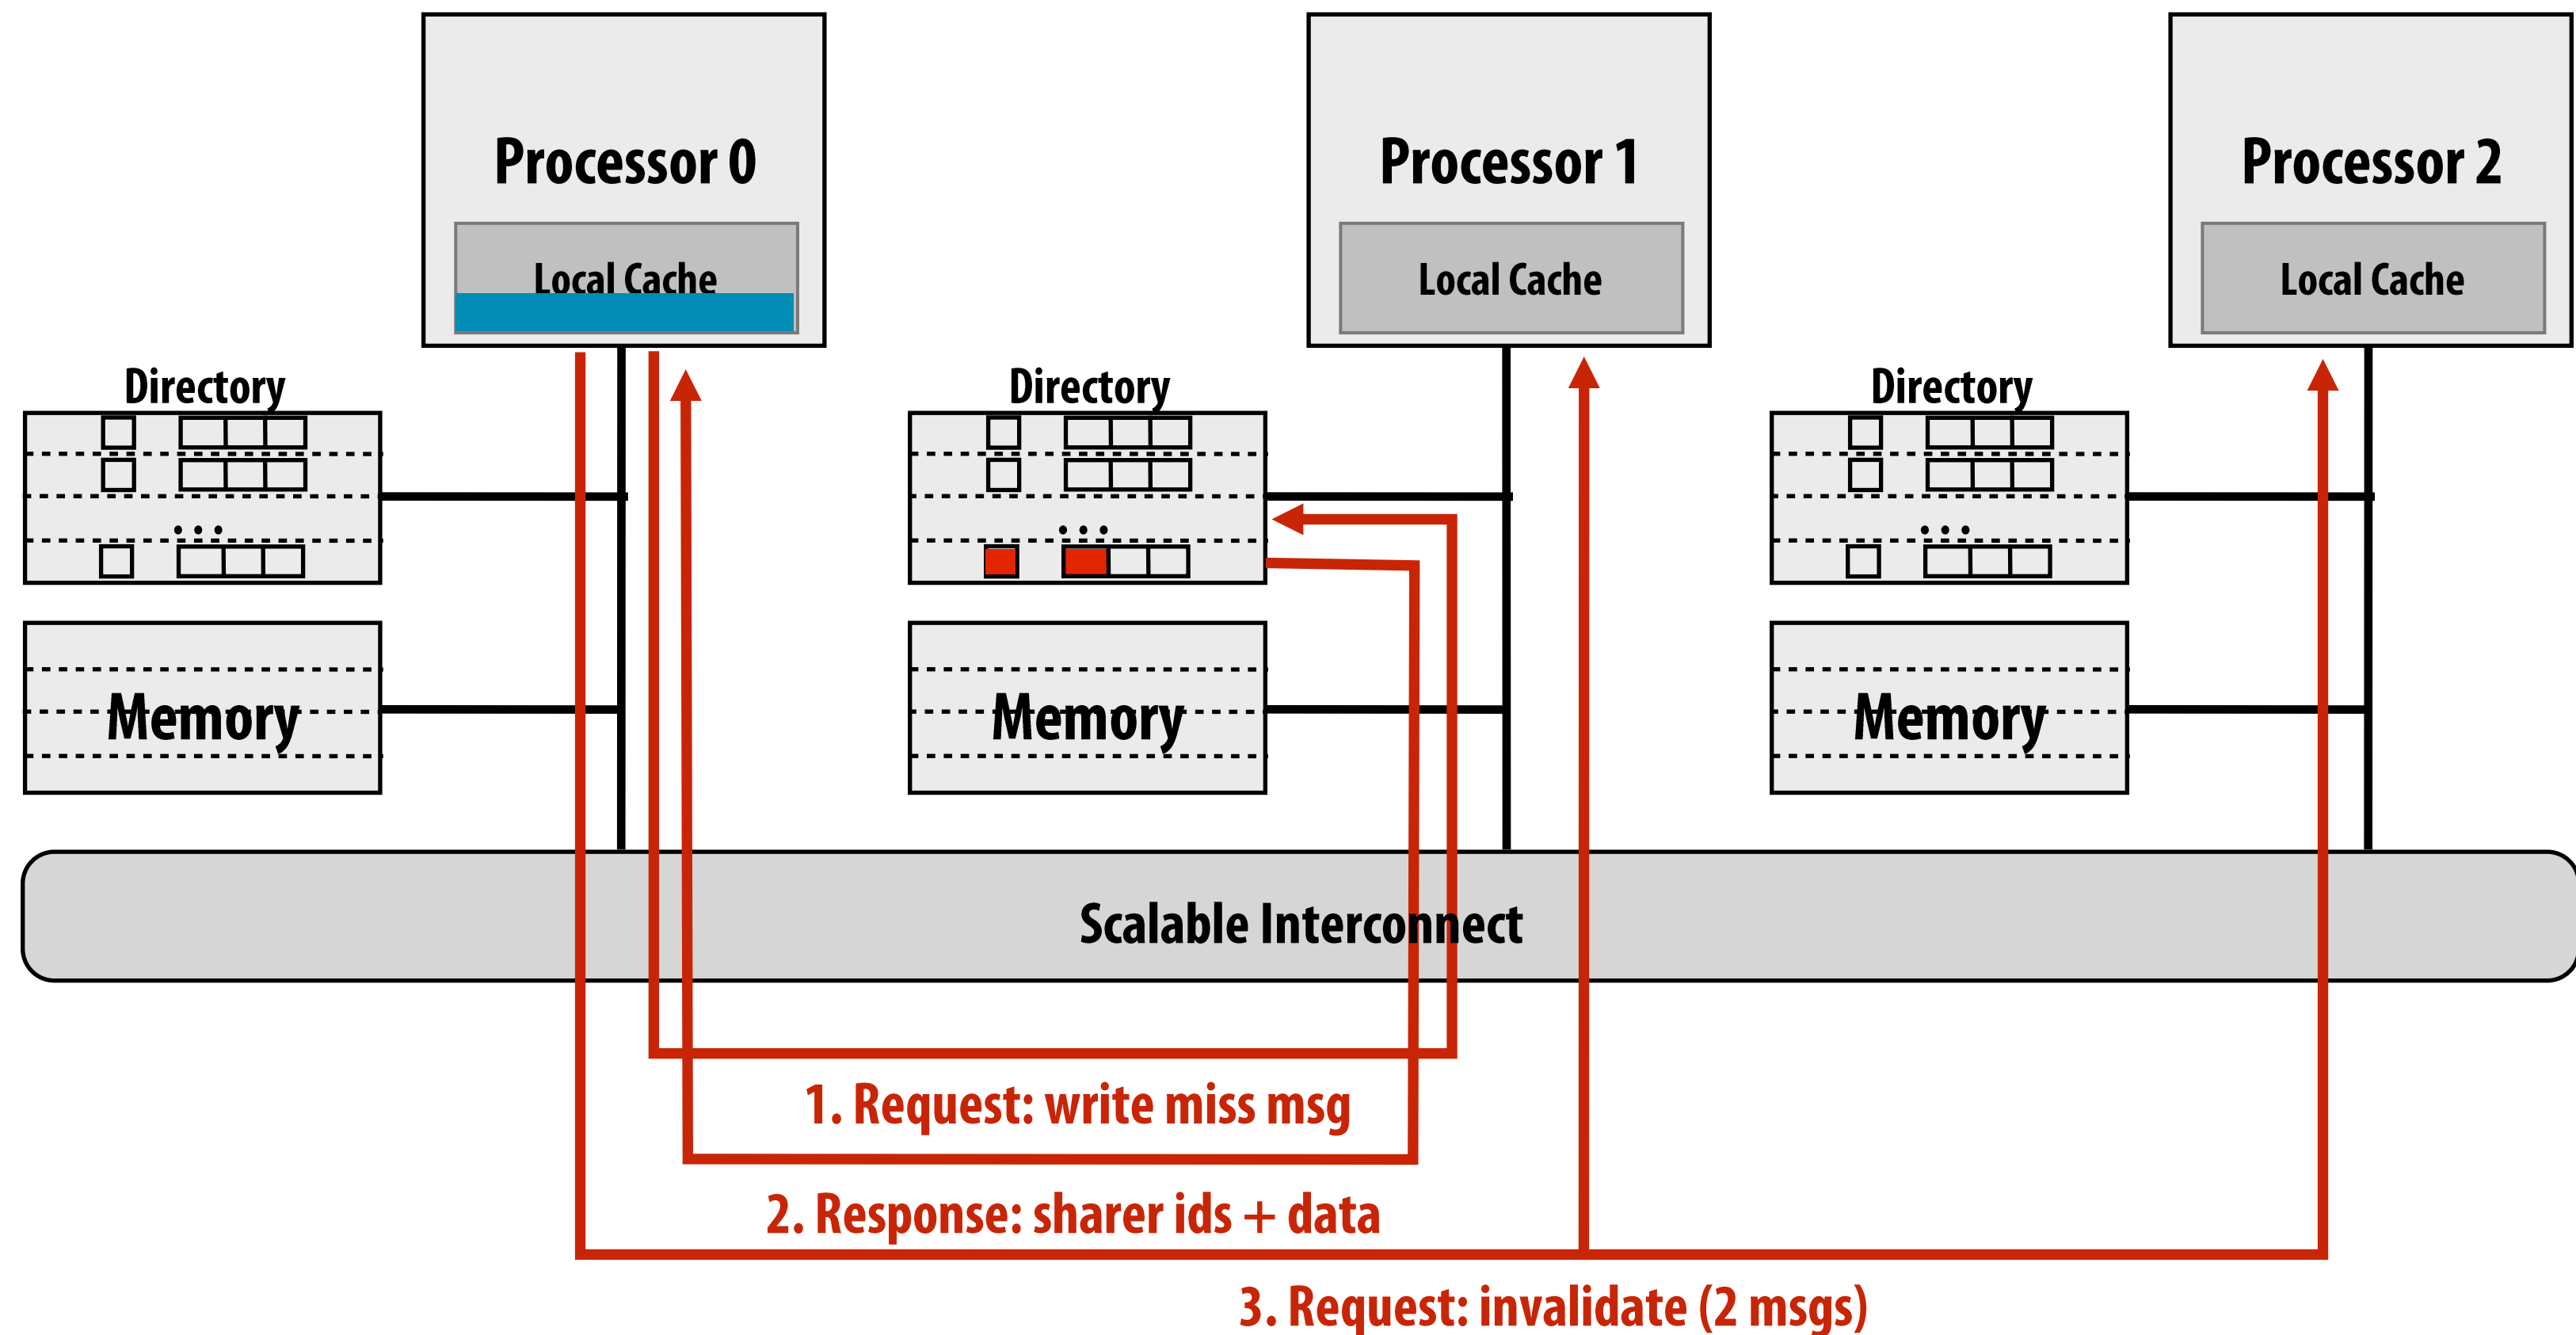 Processor 0
Processor 1
Processor 2
Local Cache
Local Cache
Local Cache
Directory
Directory
Directory
• • •
• • •
• • •
Memory
Memory
Memory
Scalable Interconnect
1. Request: write miss msg
2. Response: sharer ids + data
3. Request: invalidate (2 msgs)